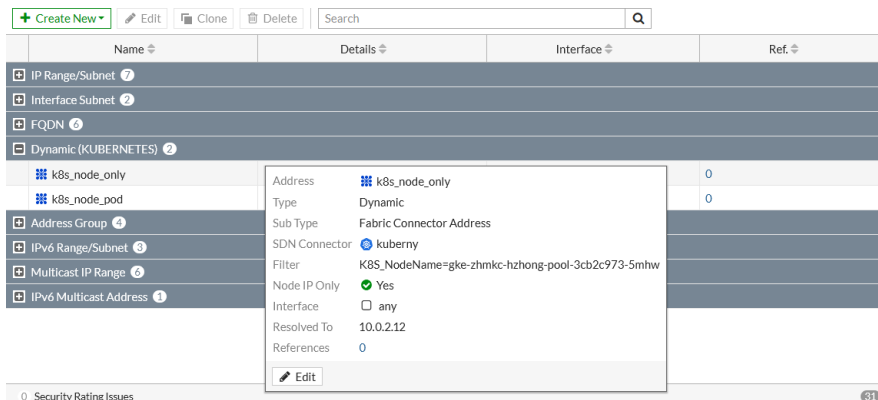 Create New Edit Clone Delete Search
Name Details Interface Ref.
IP Range/Subnet 7
Interface Subnet 2
FQDN 6
Dynamic (KUBERNETES) 2
k8s_node_only 0
k8s_node_pod 0
Address Group 4
IPv6 Range/Subnet 3
Multicast IP Range 6
IPv6 Multicast Address 1
Address k8s_node_only
Type Dynamic
Sub Type Fabric Connector Address
SDN Connector kuberny
Filter K8S_NodeName=gke-zhmkc-hzhong-pool-3cb2c973-5mhw
Node IP Only Yes
Interface any
Resolved To 10.0.2.12
References 0
Edit
0 Security Rating Issues 31